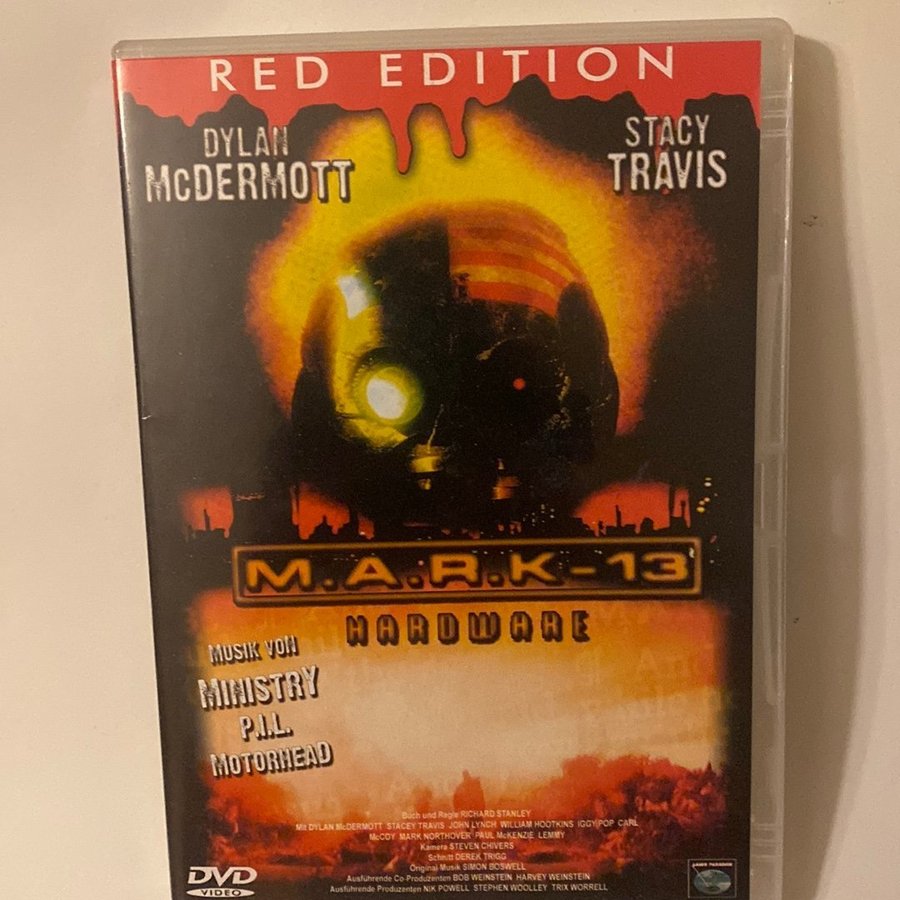 RED EDITION
DYLAN
McDERMOTT
STACY
TRAVIS
M.A.R.K-13
HARDWARE
MUSIK VON
MINISTRY
P.I.L.
MOTORHEAD
Buch und Regie RICHARD STANLEY
Mit DYLAN McDERMOTT STACEY TRAVIS JOHN LYNCH WILLIAM HOOTKINS IGGY POP CARL
McCOY MARK NORTHOVER PAUL McKENZIE LEMMY
Kamera STEVEN CHIVERS
Schnitt DEREK TRIGG
Original Musik SIMON BOSWELL
Ausführende Co-Produzenten BOB WEINSTEIN HARVEY WEINSTEIN
Ausführende Produzenten NIK POWELL STEPHEN WOOLLEY TRIX WORRELL
DVD
VIDEO
LASER PARADISE